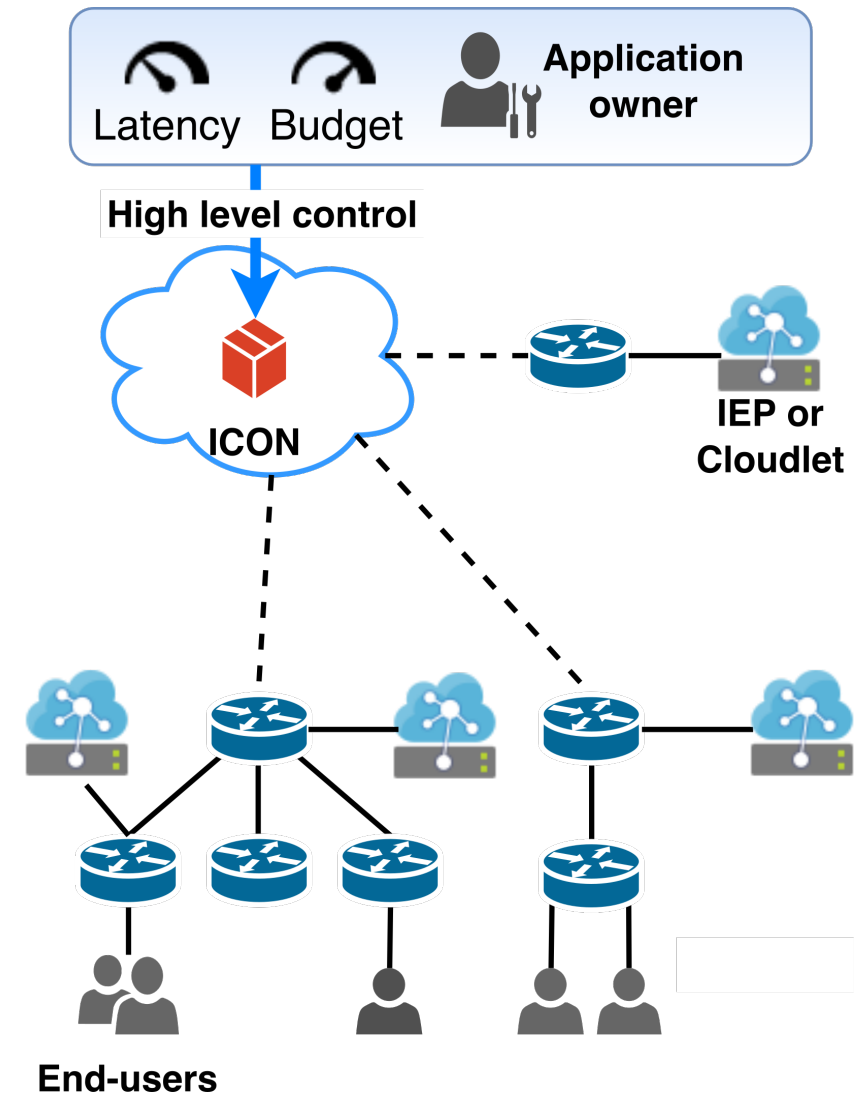 Latency Budget
Application
owner
High level control
ICON
IEP or
Cloudlet
End-users